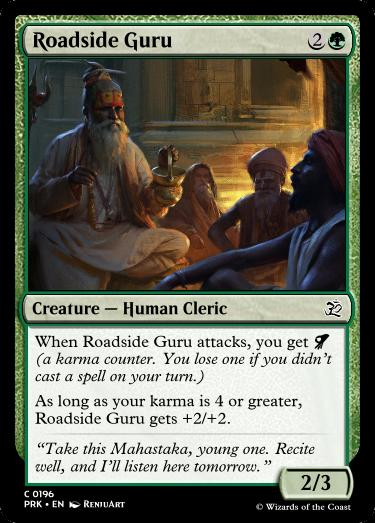 Roadside Guru 2
Creature — Human Cleric
When Roadside Guru attacks, you get
(a karma counter. You lose one if you didn't
cast a spell on your turn.)
As long as your karma is 4 or greater,
Roadside Guru gets +2/+2.
“Take this Mahastaka, young one. Recite
well, and I’ll listen here tomorrow.”
2/3
C 0196
PRK • EN RenjuArt
© Wizards of the Coast